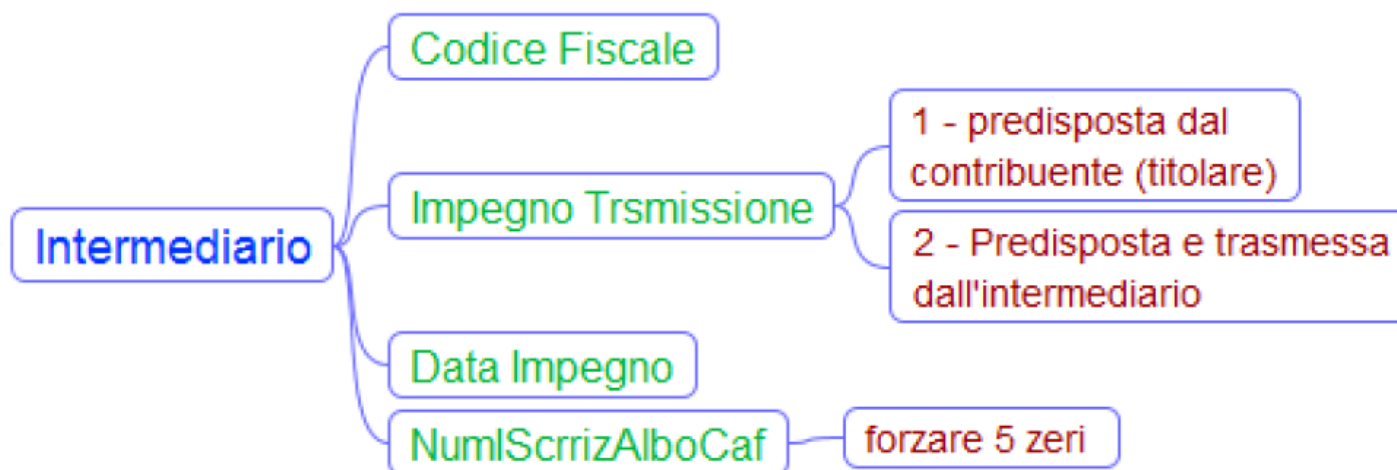 Intermediario
Codice Fiscale
Impegno Trsmissione
1 - predisposta dal
contribuente (titolare)
2 - Predisposta e trasmessa
dall'intermediario
Data Impegno
NumIScrrizAlboCaf
forzare 5 zeri